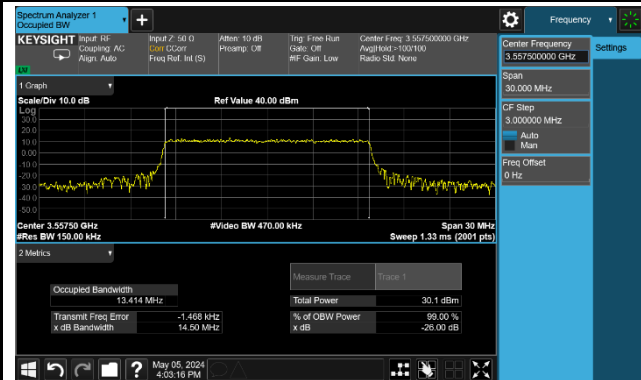 Spectrum Analyzer 1
Occupied BW
Frequency
KEYSIGHT
Input: RF
Coupling: AC
Align: Auto
Input Z: 50 Ω
Corr CCorr
Freq Ref: Int (S)
Atten: 10 dB
Preamp: Off
Trig: Free Run
Gate: Off
#IF Gain: Low
Center Freq: 3.557500000 GHz
Avg|Hold:>100/100
Radio Std: None
Center Frequency
3.557500000 GHz
Settings
Span
30.000 MHz
CF Step
3.000000 MHz
Auto
Man
Freq Offset
0 Hz
LXI
1 Graph
Scale/Div 10.0 dB
Ref Value 40.00 dBm
Log
30.0
20.0
10.0
0.00
-10.0
-20.0
-30.0
-40.0
-50.0
Center 3.55750 GHz
#Video BW 470.00 kHz
Span 30 MHz
#Res BW 150.00 kHz
Sweep 1.33 ms (2001 pts)
2 Metrics
Measure Trace
Trace 1
Occupied Bandwidth
13.414 MHz
Total Power
30.1 dBm
Transmit Freq Error
-1.468 kHz
% of OBW Power
99.00 %
x dB Bandwidth
14.50 MHz
x dB
-26.00 dB
?
May 05, 2024
4:03:16 PM